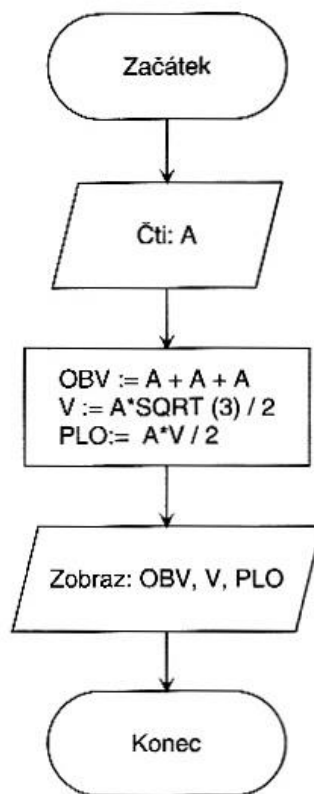 Začátek
Čti: A
OBV := A + A + A
V := A*SQRT (3) / 2
PLO:= A*V / 2
Zobraz: OBV, V, PLO
Konec